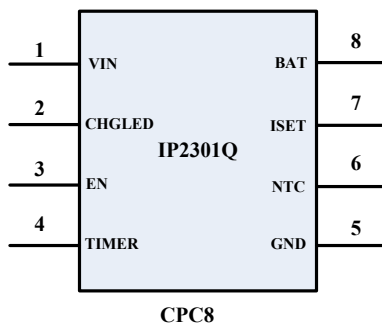 1 VIN BAT 8
2 CHGLED ISET 7
IP2301Q
3 EN NTC 6
4 TIMER GND 5
CPC8